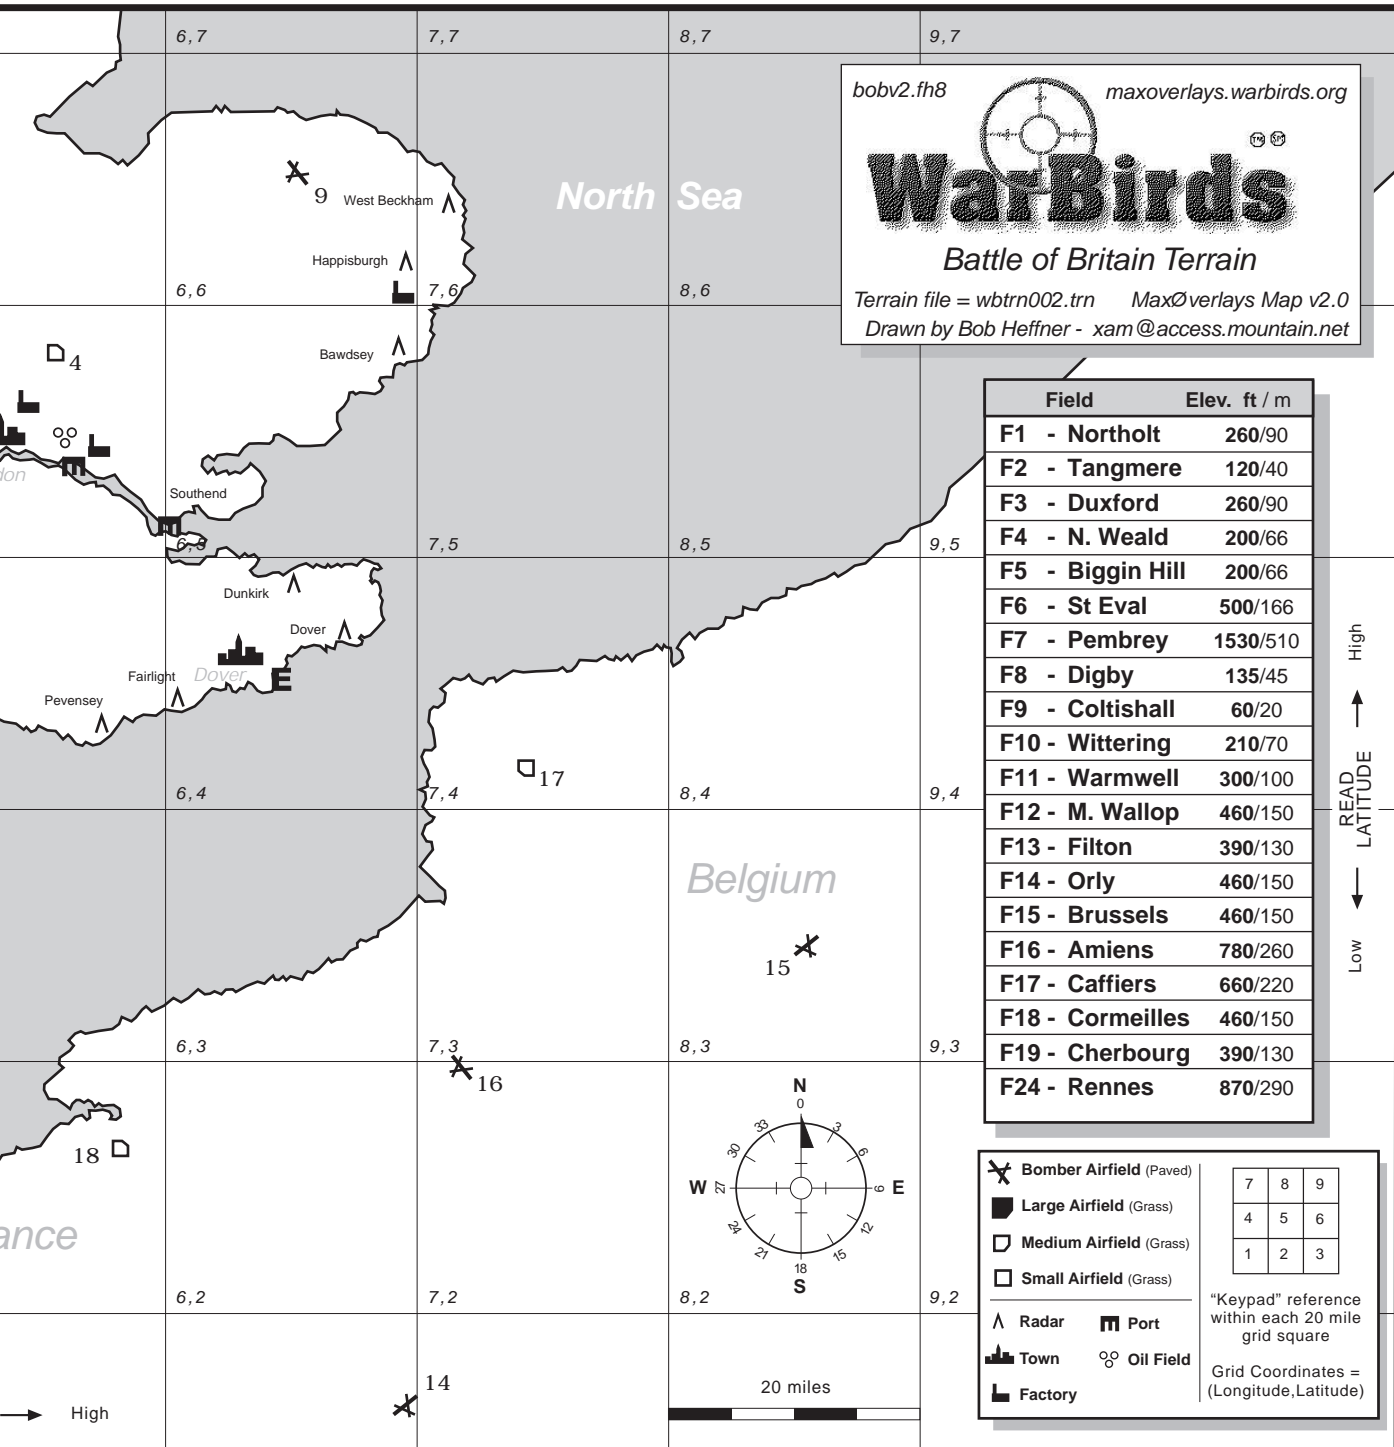 6,7
7,7
8,7
9,7
bobv2.fh8
maxoverlays.warbirds.org
TM SM
WarBirds
Battle of Britain Terrain
Terrain file = wbtrn002.trn
MaxØverlays Map v2.0
Drawn by Bob Heffner - xam@access.mountain.net
North Sea
9
West Beckham
Happisburgh
6,6
7,6
8,6
4
Bawdsey
don
Southend
6,5
7,5
8,5
9,5
Dunkirk
Dover
Fairlight
Dover
Pevensey
17
6,4
7,4
8,4
9,4
Belgium
15
6,3
7,3
8,3
9,3
16
18
ance
6,2
7,2
8,2
9,2
14
High
20 miles
N
0
3
6
9
E
12
15
18
S
21
24
27
W
30
33
Field Elev. ft / m
F1 - Northolt 260/90
F2 - Tangmere 120/40
F3 - Duxford 260/90
F4 - N. Weald 200/66
F5 - Biggin Hill 200/66
F6 - St Eval 500/166
F7 - Pembrey 1530/510
F8 - Digby 135/45
F9 - Coltishall 60/20
F10 - Wittering 210/70
F11 - Warmwell 300/100
F12 - M. Wallop 460/150
F13 - Filton 390/130
F14 - Orly 460/150
F15 - Brussels 460/150
F16 - Amiens 780/260
F17 - Caffiers 660/220
F18 - Cormeilles 460/150
F19 - Cherbourg 390/130
F24 - Rennes 870/290
High
READ
LATITUDE
Low
Bomber Airfield (Paved)
Large Airfield (Grass)
Medium Airfield (Grass)
Small Airfield (Grass)
Radar
Port
Town
Oil Field
Factory
7 8 9
4 5 6
1 2 3
“Keypad” reference
within each 20 mile
grid square
Grid Coordinates =
(Longitude,Latitude)